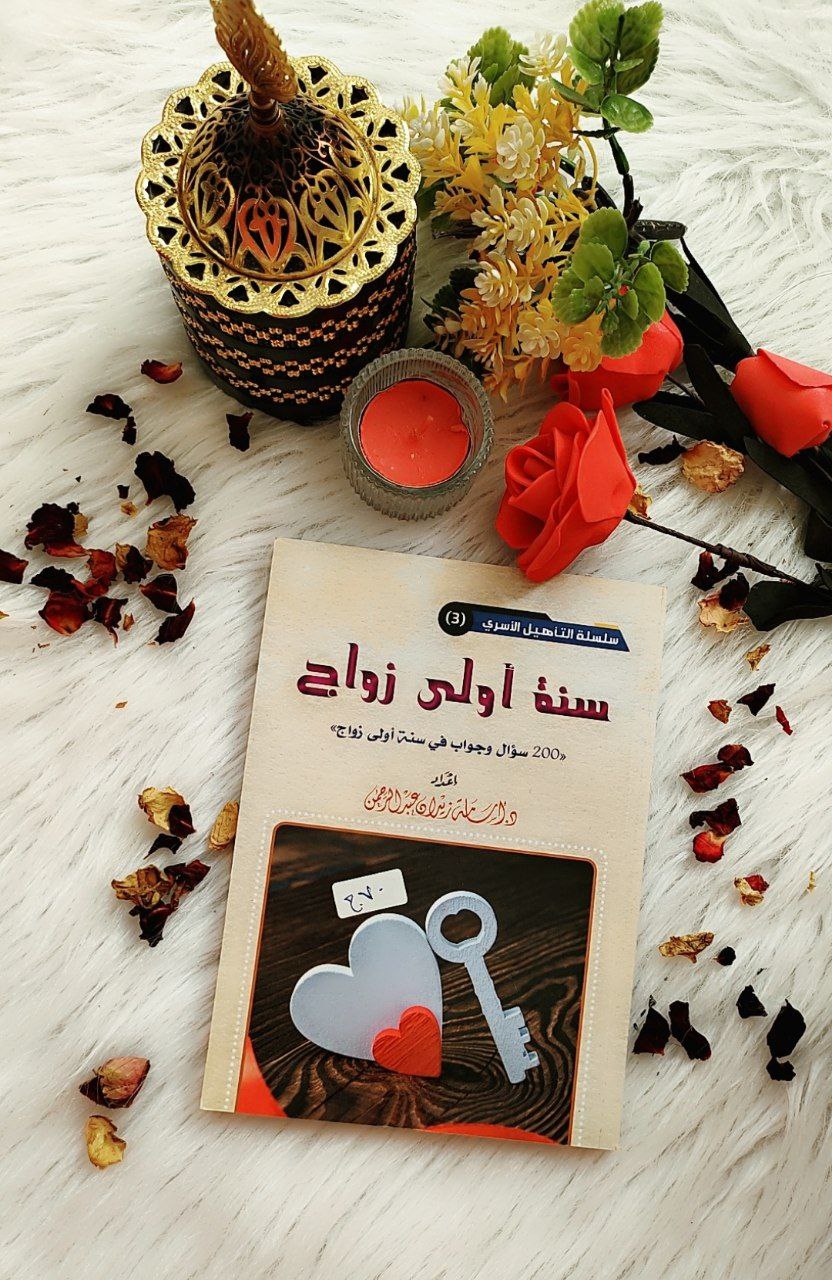 سلسلة التأهيل الأسري (3)
سنة أولى زواج
«200 سؤال وجواب في سنة أولى زواج»
إعداد
د. أسامة زيدان عبد الرحمن